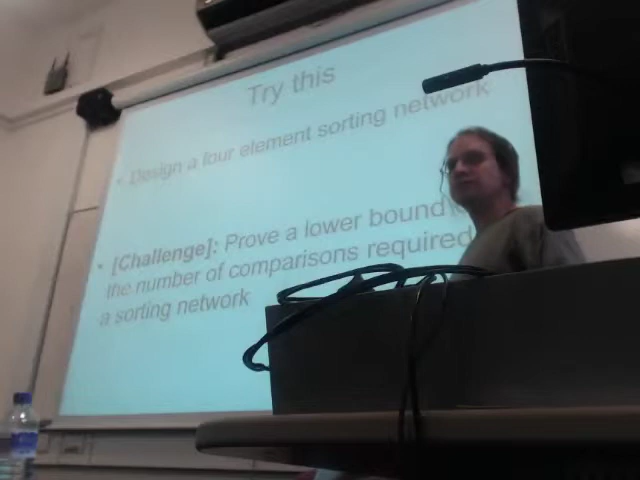 Try this
• Design a four element sorting network
• [Challenge]: Prove a lower bound
the number of comparisons required
a sorting network